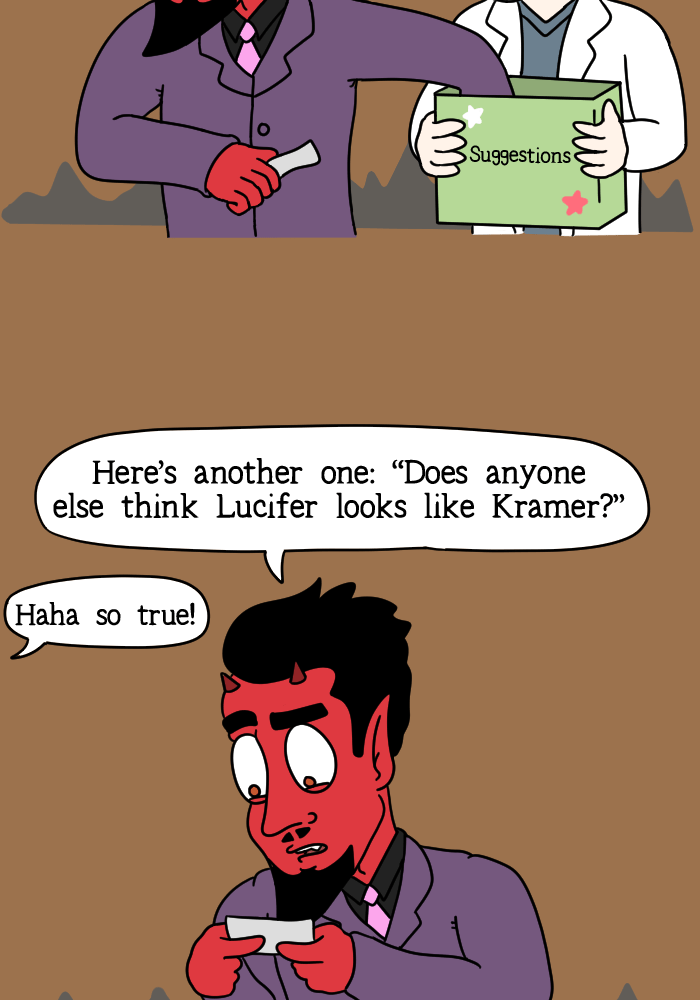 Suggestions
Here's another one: “Does anyone
else think Lucifer looks like Kramer?”
Haha so true!